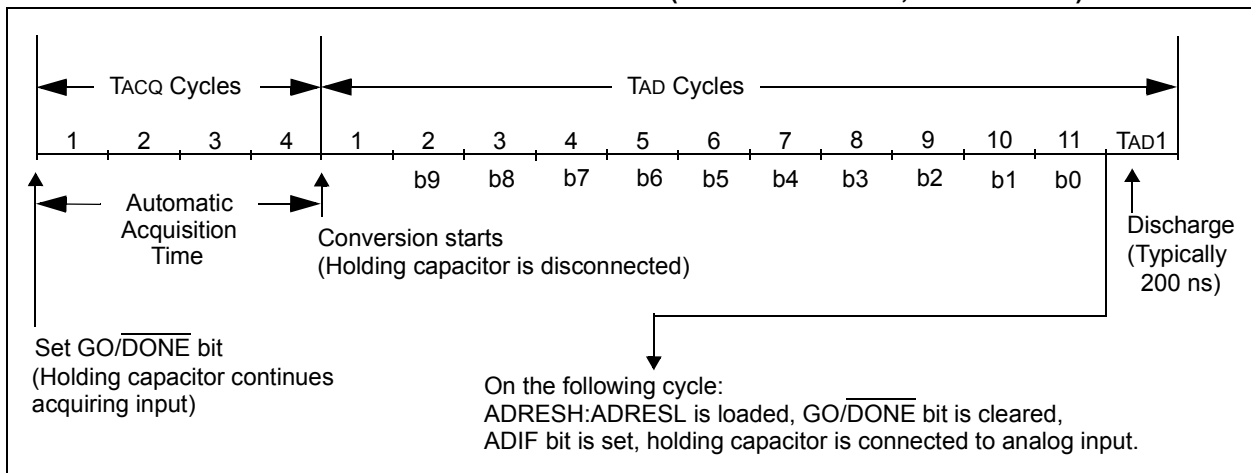 TACQ Cycles TAD Cycles
1 2 3 4 1 2 3 4 5 6 7 8 9 10 11 TAD1
b9 b8 b7 b6 b5 b4 b3 b2 b1 b0
Automatic
Acquisition
Time
Conversion starts
(Holding capacitor is disconnected)
Discharge
(Typically
200 ns)
Set GO/DONE bit
(Holding capacitor continues
acquiring input)
On the following cycle:
ADRESH:ADRESL is loaded, GO/DONE bit is cleared,
ADIF bit is set, holding capacitor is connected to analog input.